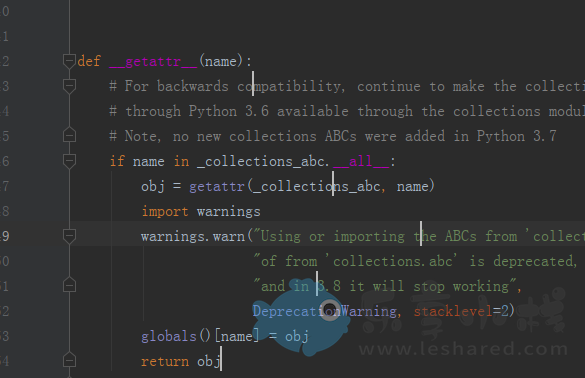 0
1
2 def __getattr__(name):
3 # For backwards compatibility, continue to make the collecti
4 # through Python 3.6 available through the collections modul
5 # Note, no new collections ABCs were added in Python 3.7
6 if name in _collections_abc.__all__:
7 obj = getattr(_collections_abc, name)
8 import warnings
9 warnings.warn("Using or importing the ABCs from 'collect
0 "of from 'collections.abc' is deprecated,
1 "and in 3.8 it will stop working",
2 DeprecationWarning, stacklevel=2)
3 globals()[name] = obj
4 return obj
乐享小栈
www.leshared.com